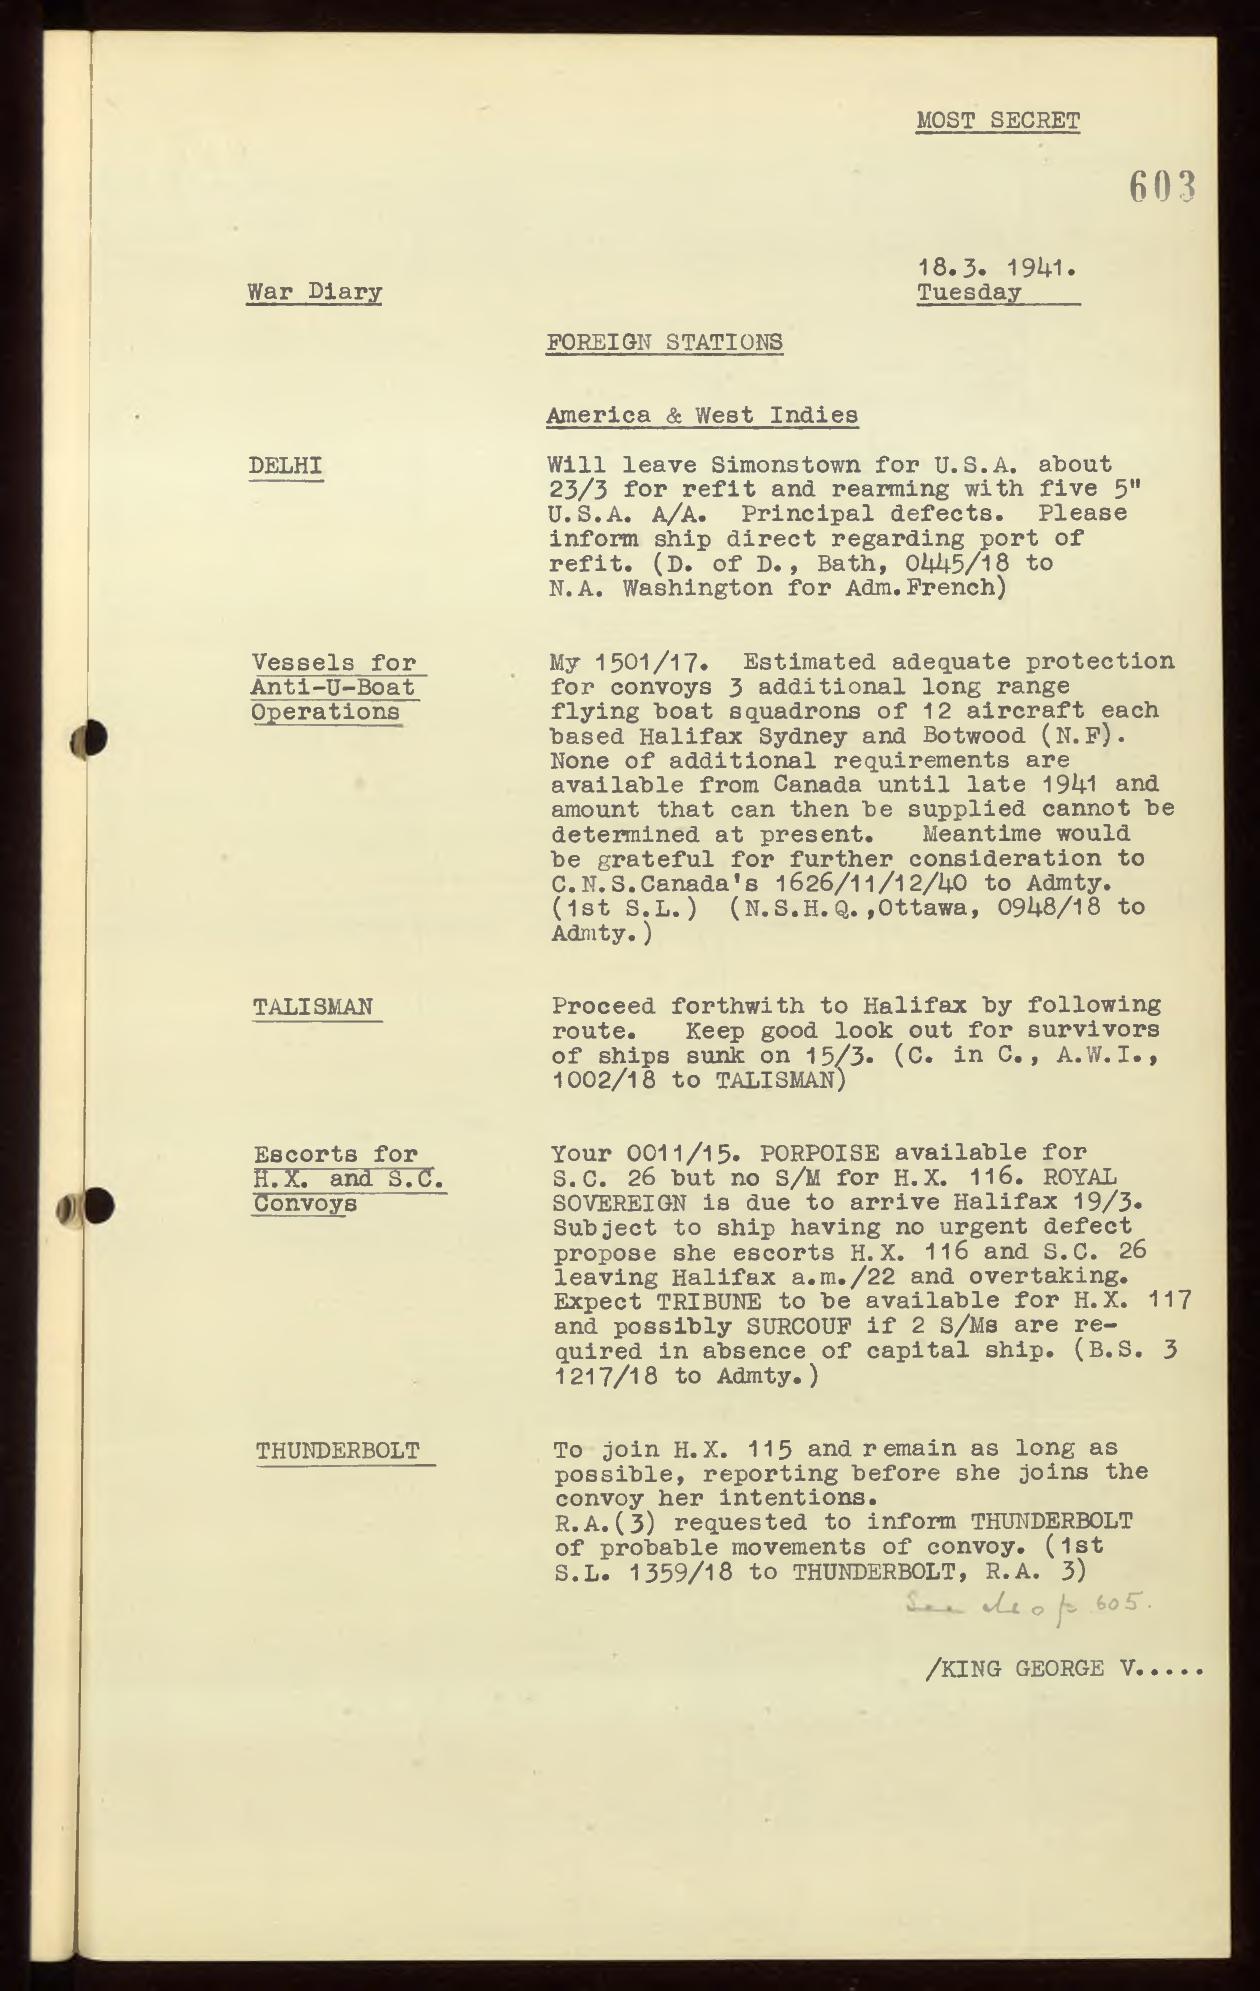 MOST SECRET
603
18.3. 1941.
War Diary
Tuesday
FOREIGN STATIONS
America & West Indies
DELHI
Will leave Simonstown for U.S.A. about
23/3 for refit and rearming with five 5"
U.S.A. A/A. Principal defects. Please
inform ship direct regarding port of
refit. (D. of D., Bath, 0445/18 to
N.A. Washington for Adm.French)
Vessels for
Anti-U-Boat
Operations
My 1501/17. Estimated adequate protection
for convoys 3 additional long range
flying boat squadrons of 12 aircraft each
based Halifax Sydney and Botwood (N.F).
None of additional requirements are
available from Canada until late 1941 and
amount that can then be supplied cannot be
determined at present. Meantime would
be grateful for further consideration to
C.N.S.Canada's 1626/11/12/40 to Admty.
(1st S.L.) (N.S.H.Q.,Ottawa, 0948/18 to
Admty.)
TALISMAN
Proceed forthwith to Halifax by following
route. Keep good look out for survivors
of ships sunk on 15/3. (C. in C., A.W.I.,
1002/18 to TALISMAN)
Escorts for
H.X. and S.C.
Convoys
Your 0011/15. PORPOISE available for
S.C. 26 but no S/M for H.X. 116. ROYAL
SOVEREIGN is due to arrive Halifax 19/3.
Subject to ship having no urgent defect
propose she escorts H.X. 116 and S.C. 26
leaving Halifax a.m./22 and overtaking.
Expect TRIBUNE to be available for H.X. 117
and possibly SURCOUF if 2 S/Ms are re-
quired in absence of capital ship. (B.S. 3
1217/18 to Admty.)
THUNDERBOLT
To join H.X. 115 and remain as long as
possible, reporting before she joins the
convoy her intentions.
R.A.(3) requested to inform THUNDERBOLT
of probable movements of convoy. (1st
S.L. 1359/18 to THUNDERBOLT, R.A. 3)
See also p 605.
/KING GEORGE V.....